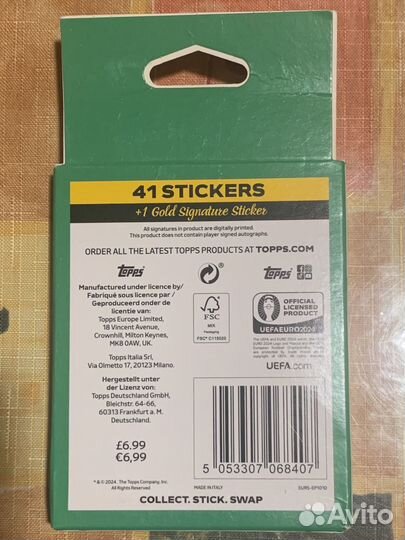 41 STICKERS
+1 Gold Signature Sticker
All signatures in product are digitally printed.
This product does not contain player signed autographs.
ORDER ALL THE LATEST TOPPS PRODUCTS AT TOPPS.COM
Topps
Topps
Manufactured under licence by/
Fabriqué sous licence par /
Geproduceerd onder de
licentie van:
Topps Europe Limited,
18 Vincent Avenue,
Crownhill, Milton Keynes,
MK8 0AW, UK.
FSC
MIX
Packaging
FSC® C115020
OFFICIAL
LICENSED
PRODUCT
UEFA EURO2024
UEFA.com
Topps Italia Srl,
Via Olmetto 17, 20123 Milano.
Hergestellt unter
der Lizenz von:
Topps Deutschland GmbH,
Bleichstr. 64-66,
60313 Frankfurt a. M.
Deutschland.
£6.99
€6,99
5 053307 068407
® & © 2024 The Topps Company, Inc.
All Rights Reserved
MADE IN ITALY
COLLECT. STICK. SWAP
Avito